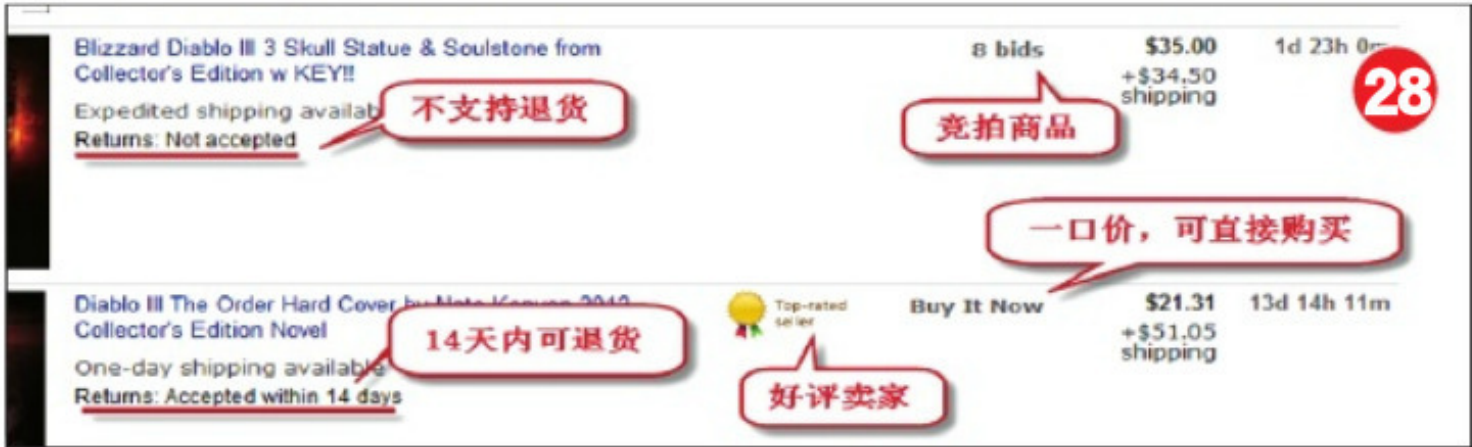 Blizzard Diablo III 3 Skull Statue & Soulstone from
Collector's Edition w KEY!!
Expedited shipping availab
Returns: Not accepted
不支持退货
8 bids
$35.00
+$34.50
shipping
1d 23h 0m
28
竞拍商品
一口价，可直接购买
Diablo III The Order Hard Cover by Nate Kenyon 2012
Collector's Edition Novel
One-day shipping available
Returns: Accepted within 14 days
14天内可退货
Top-rated
seller
好评卖家
Buy It Now
$21.31
+$51.05
shipping
13d 14h 11m